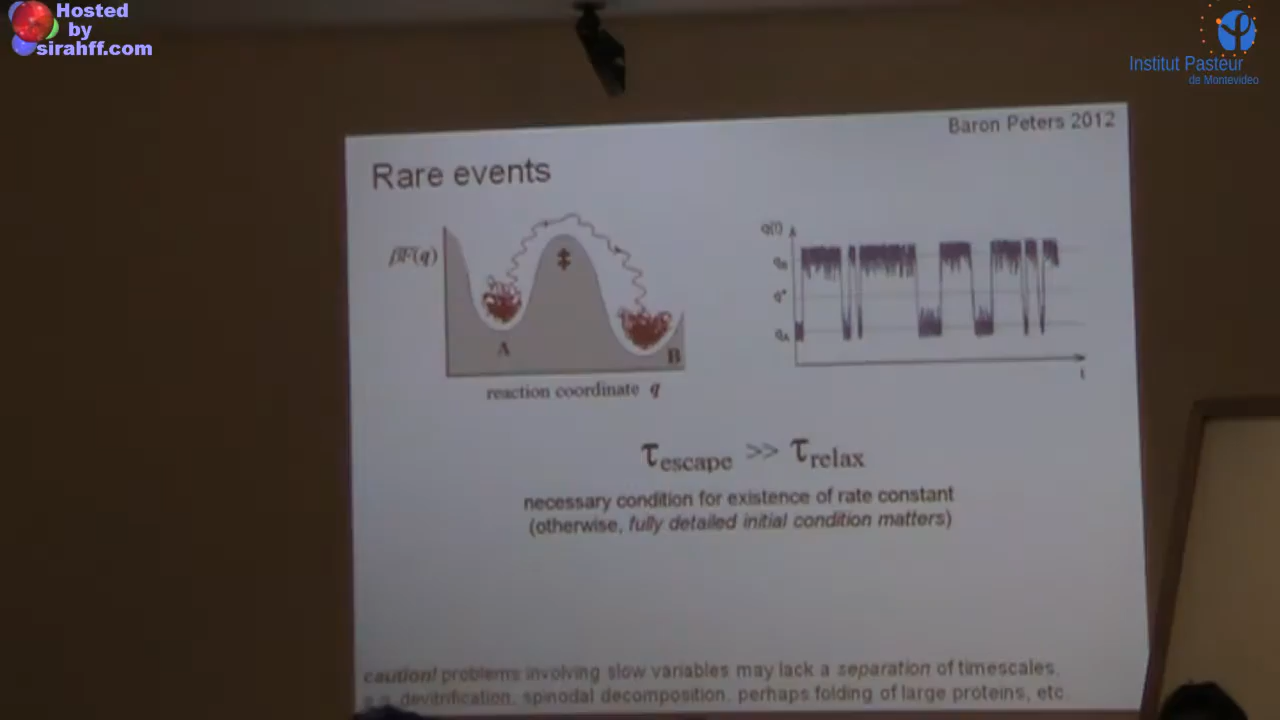 Hosted
by
sirahff.com
Institut Pasteur
de Montevideo
Baron Peters 2012
Rare events
βF(q)
‡
A
B
reaction coordinate q
q(t)
qB
q*
qA
t
τescape >> τrelax
necessary condition for existence of rate constant
(otherwise, fully detailed initial condition matters)
caution! problems involving slow variables may lack a separation of timescales,
e.g. devitrification, spinodal decomposition, perhaps folding of large proteins, etc.